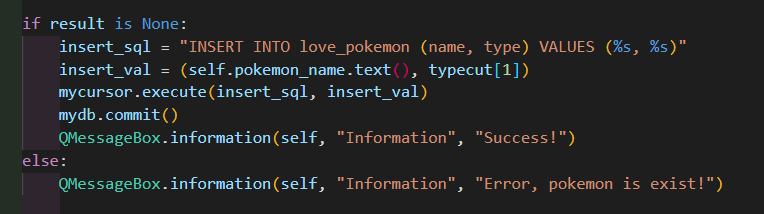 if result is None:
    insert_sql = "INSERT INTO love_pokemon (name, type) VALUES (%s, %s)"
    insert_val = (self.pokemon_name.text(), typecut[1])
    mycursor.execute(insert_sql, insert_val)
    mydb.commit()
    QMessageBox.information(self, "Information", "Success!")
else:
    QMessageBox.information(self, "Information", "Error, pokemon is exist!")